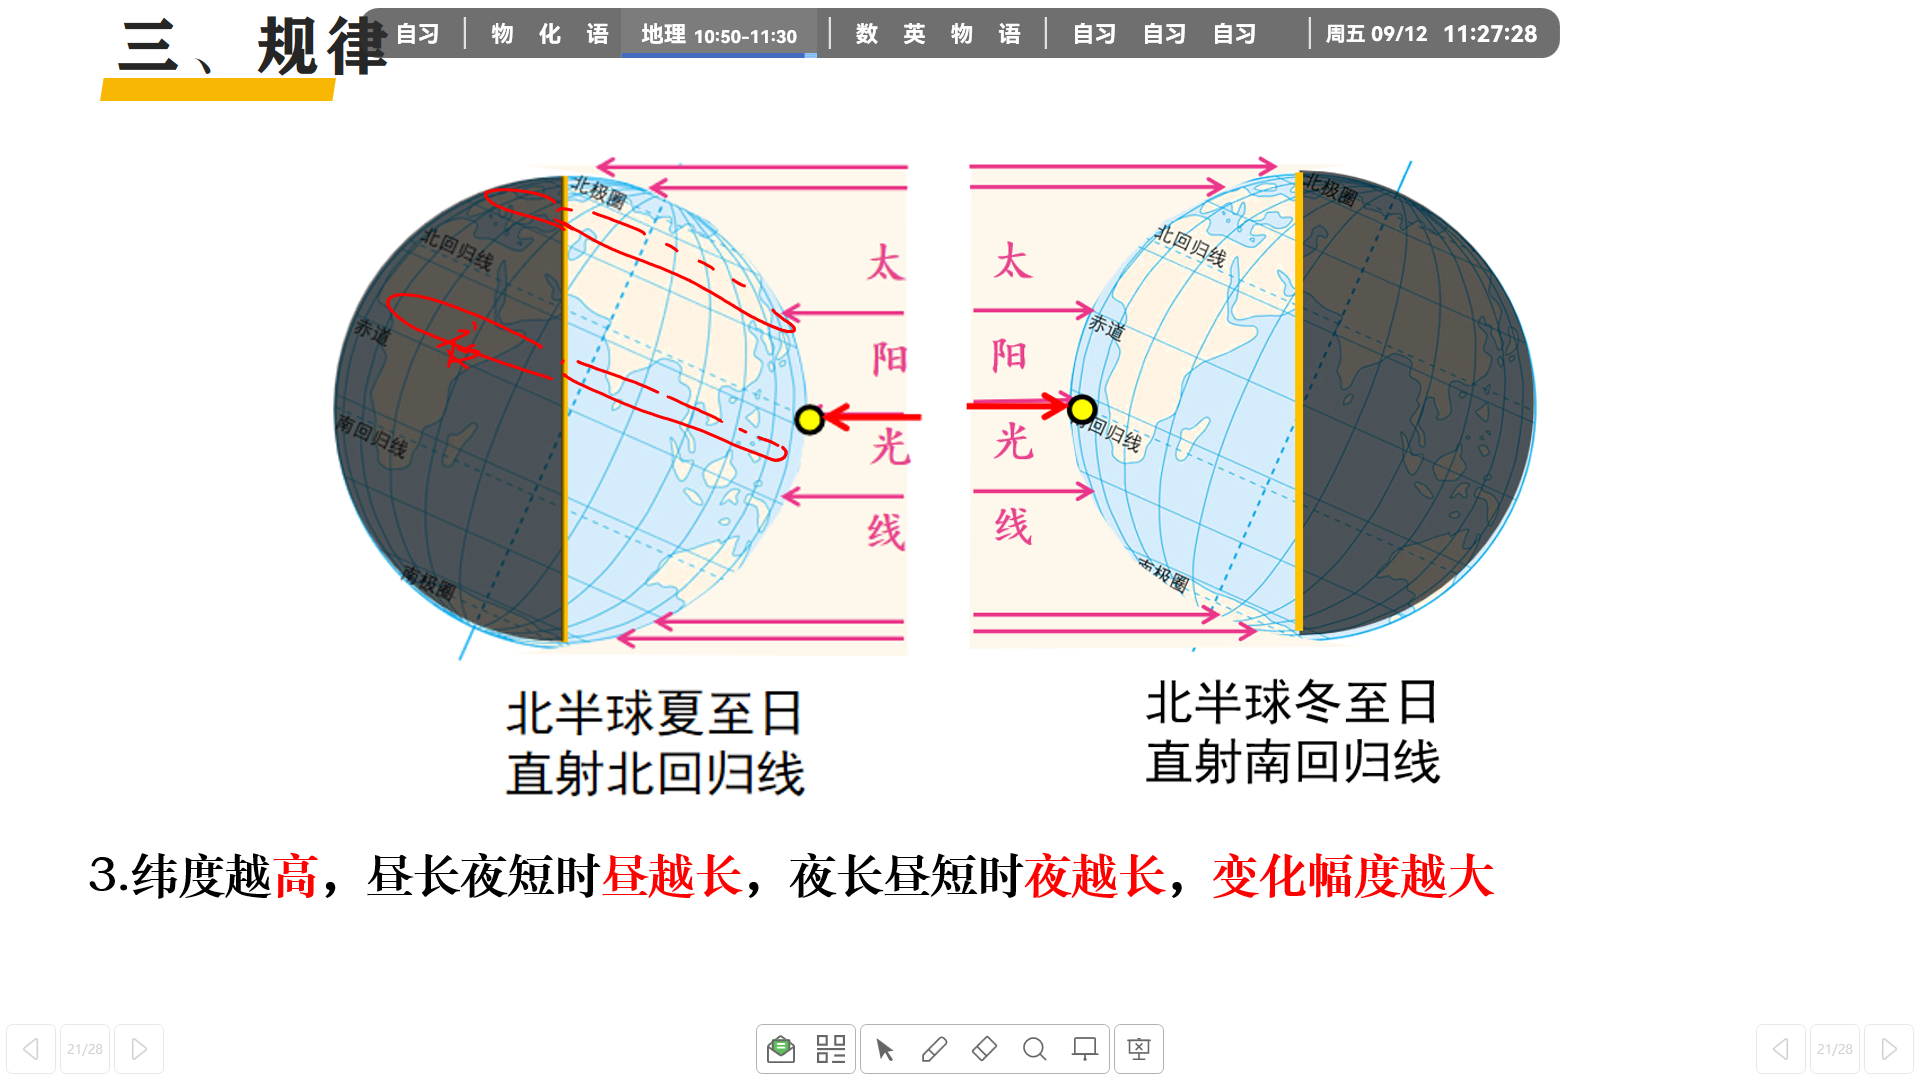 三、规律
自习 物 化 语 地理 10:50-11:30 数 英 物 语 自习 自习 自习 周五 09/12 11:27:28
北极圈
北回归线
赤道
南回归线
南极圈
太阳光线
太阳光线
北极圈
北回归线
赤道
南回归线
南极圈
北半球夏至日
直射北回归线
北半球冬至日
直射南回归线
3.纬度越高，昼长夜短时昼越长，夜长昼短时夜越长，变化幅度越大
21/28
21/28